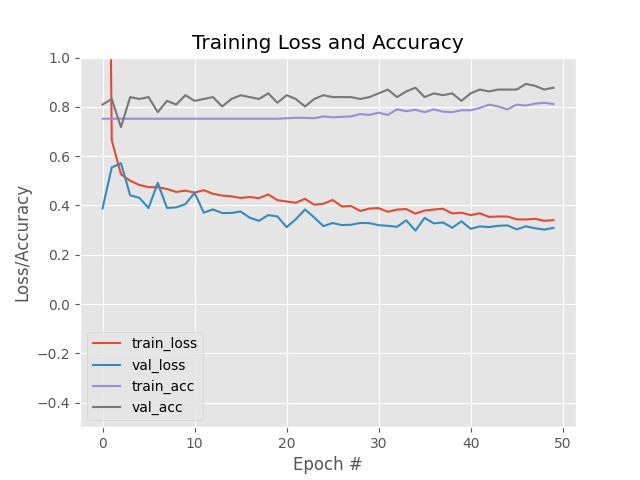 Training Loss and Accuracy
Loss/Accuracy
1.0
0.8
0.6
0.4
0.2
0.0
−0.2
−0.4
train_loss
val_loss
train_acc
val_acc
0 10 20 30 40 50
Epoch #